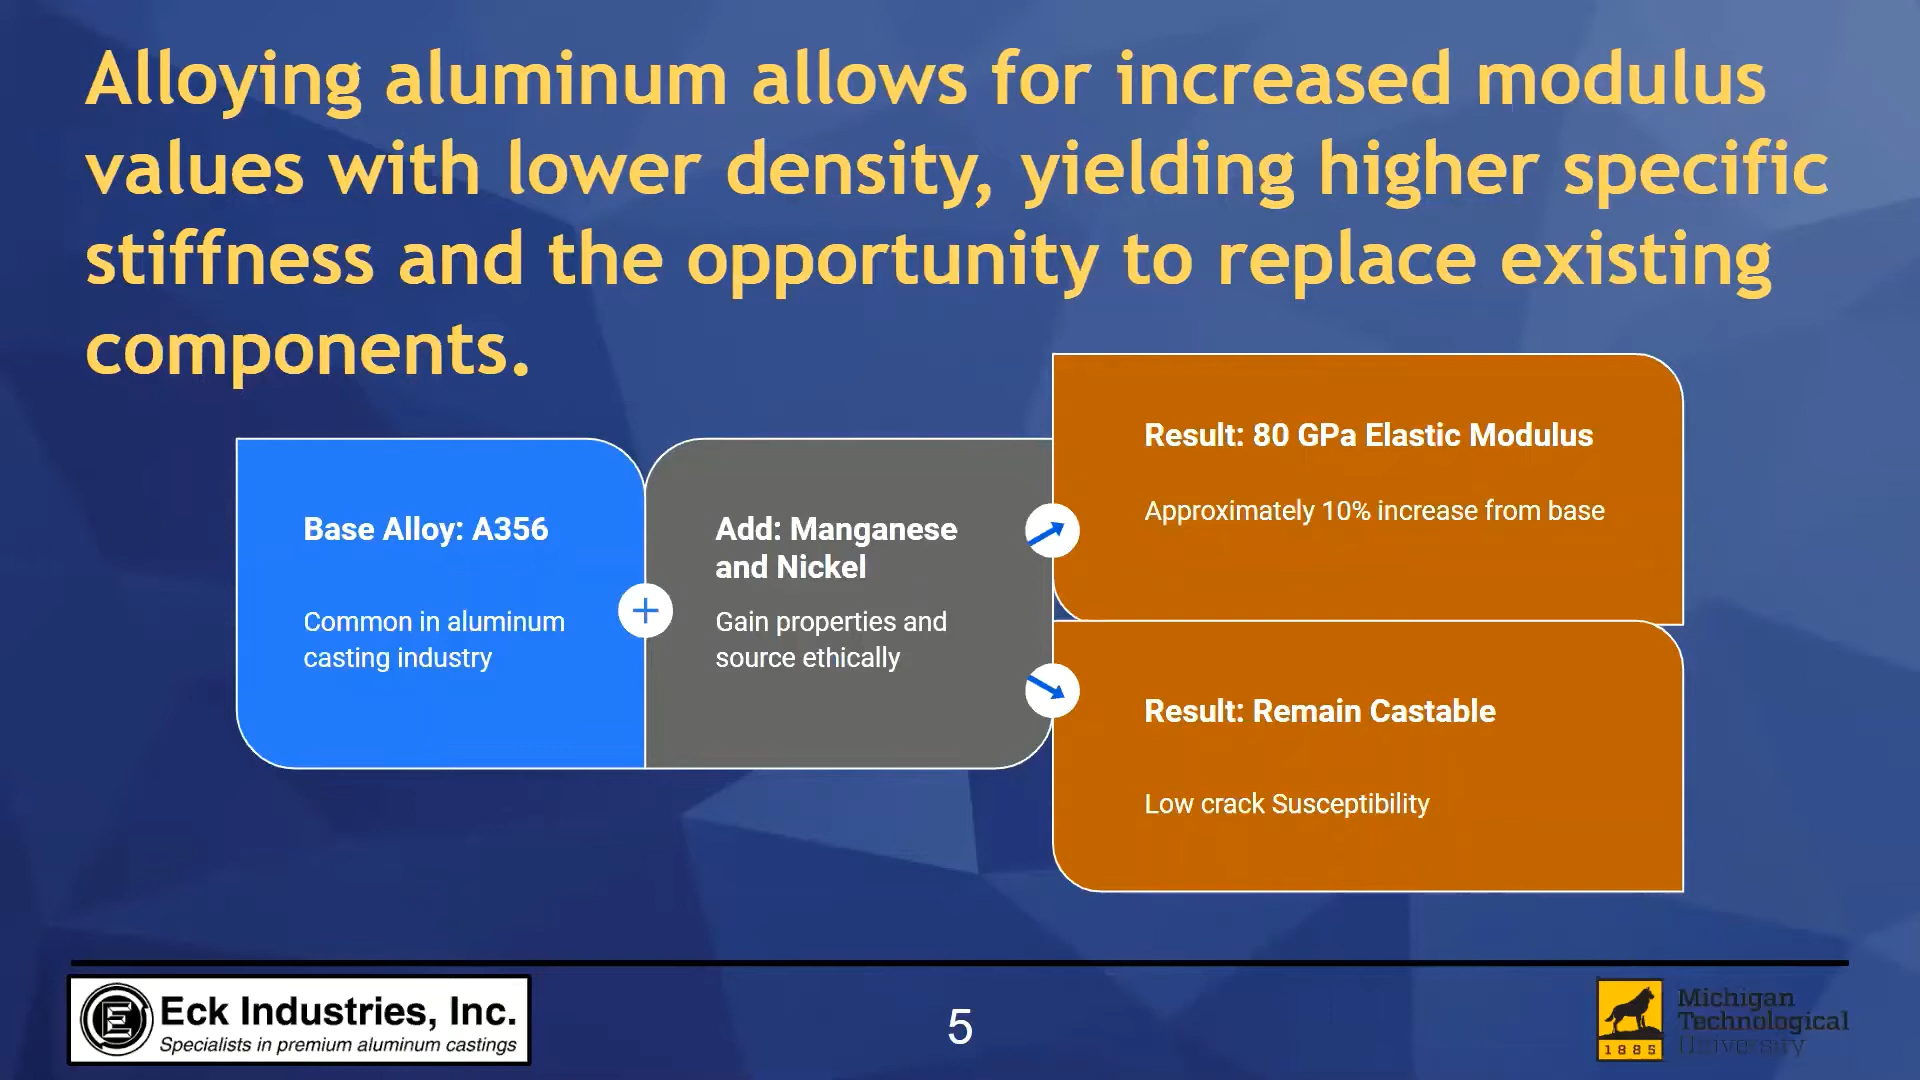 Alloying aluminum allows for increased modulus
values with lower density, yielding higher specific
stiffness and the opportunity to replace existing
components.
Base Alloy: A356
Common in aluminum
casting industry
Add: Manganese
and Nickel
Gain properties and
source ethically
Result: 80 GPa Elastic Modulus
Approximately 10% increase from base
Result: Remain Castable
Low crack Susceptibility
Eck Industries, Inc.
Specialists in premium aluminum castings
5
1885
Michigan
Technological
University